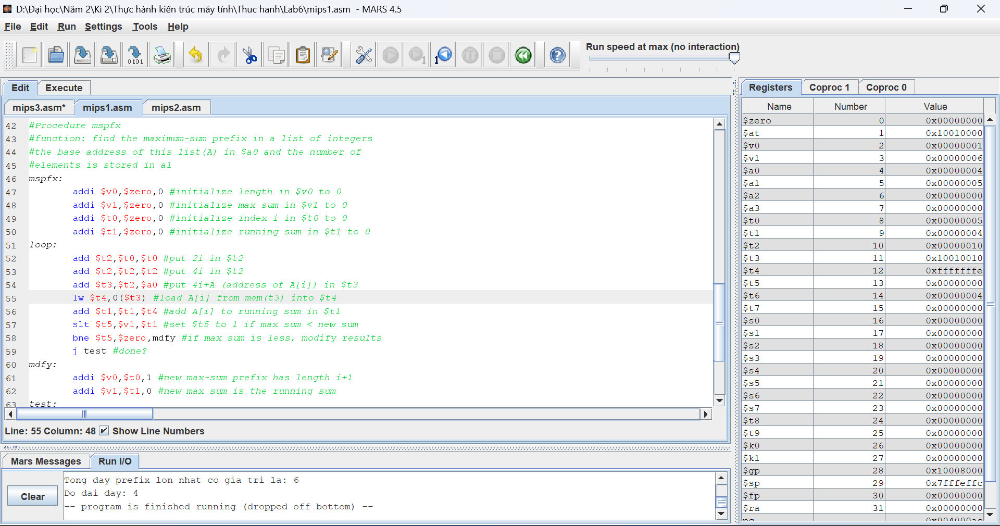 D:\Đại học\Năm 2\Kì 2\Thực hành kiến trúc máy tính\Thuc hanh\Lab6\mips1.asm - MARS 4.5
File Edit Run Settings Tools Help
Run speed at max (no interaction)
Edit Execute
mips3.asm* mips1.asm mips2.asm
42 #Procedure mspfx
43 #function: find the maximum-sum prefix in a list of integers
44 #the base address of this list(A) in $a0 and the number of
45 #elements is stored in a1
46 mspfx:
47 addi $v0,$zero,0 #initialize length in $v0 to 0
48 addi $v1,$zero,0 #initialize max sum in $v1 to 0
49 addi $t0,$zero,0 #initialize index i in $t0 to 0
50 addi $t1,$zero,0 #initialize running sum in $t1 to 0
51 loop:
52 add $t2,$t0,$t0 #put 2i in $t2
53 add $t2,$t2,$t2 #put 4i in $t2
54 add $t3,$t2,$a0 #put 4i+A (address of A[i]) in $t3
55 lw $t4,0($t3) #load A[i] from mem(t3) into $t4
56 add $t1,$t1,$t4 #add A[i] to running sum in $t1
57 slt $t5,$v1,$t1 #set $t5 to 1 if max sum < new sum
58 bne $t5,$zero,mdfy #if max sum is less, modify results
59 j test #done?
60 mdfy:
61 addi $v0,$t0,1 #new max-sum prefix has length i+1
62 addi $v1,$t1,0 #new max sum is the running sum
63 test:
Line: 55 Column: 48 Show Line Numbers
Mars Messages Run I/O
Clear
Tong day prefix lon nhat co gia tri la: 6
Do dai day: 4
-- program is finished running (dropped off bottom) --
Registers Coproc 1 Coproc 0
Name Number Value
$zero 0 0x00000000
$at 1 0x10010000
$v0 2 0x00000001
$v1 3 0x00000006
$a0 4 0x00000004
$a1 5 0x00000005
$a2 6 0x00000000
$a3 7 0x00000000
$t0 8 0x00000005
$t1 9 0x00000004
$t2 10 0x00000010
$t3 11 0x10010010
$t4 12 0xfffffffe
$t5 13 0x00000000
$t6 14 0x00000004
$t7 15 0x00000000
$s0 16 0x00000000
$s1 17 0x00000000
$s2 18 0x00000000
$s3 19 0x00000000
$s4 20 0x00000000
$s5 21 0x00000000
$s6 22 0x00000000
$s7 23 0x00000000
$t8 24 0x00000000
$t9 25 0x00000000
$k0 26 0x00000000
$k1 27 0x00000000
$gp 28 0x10008000
$sp 29 0x7fffeffc
$fp 30 0x00000000
$ra 31 0x00000000
pc 0x004000ac